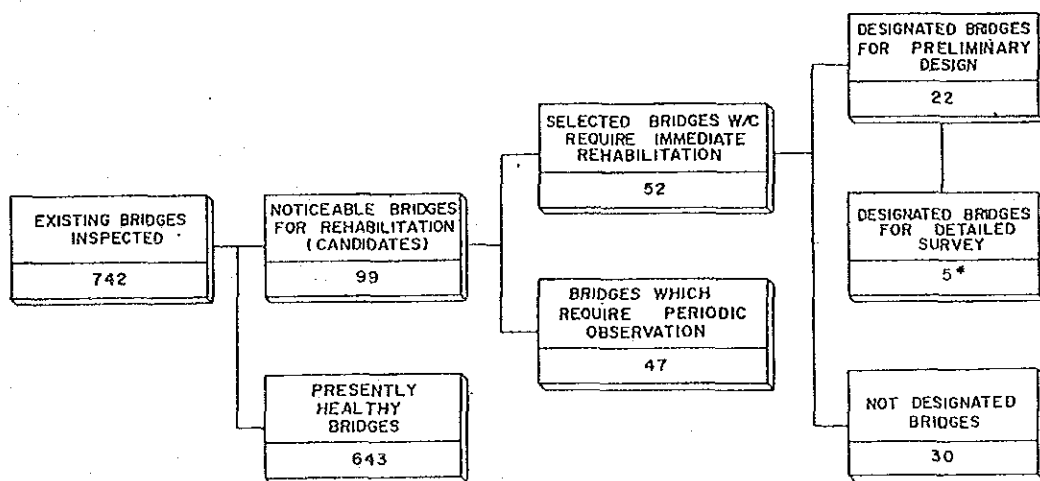 EXISTING BRIDGES
INSPECTED
742
NOTICEABLE BRIDGES
FOR REHABILITATION
(CANDIDATES)
99
PRESENTLY
HEALTHY
BRIDGES
643
SELECTED BRIDGES W/C
REQUIRE IMMEDIATE
REHABILITATION
52
BRIDGES WHICH
REQUIRE PERIODIC
OBSERVATION
47
DESIGNATED BRIDGES
FOR PRELIMINARY
DESIGN
22
DESIGNATED BRIDGES
FOR DETAILED
SURVEY
5*
NOT DESIGNATED
BRIDGES
30